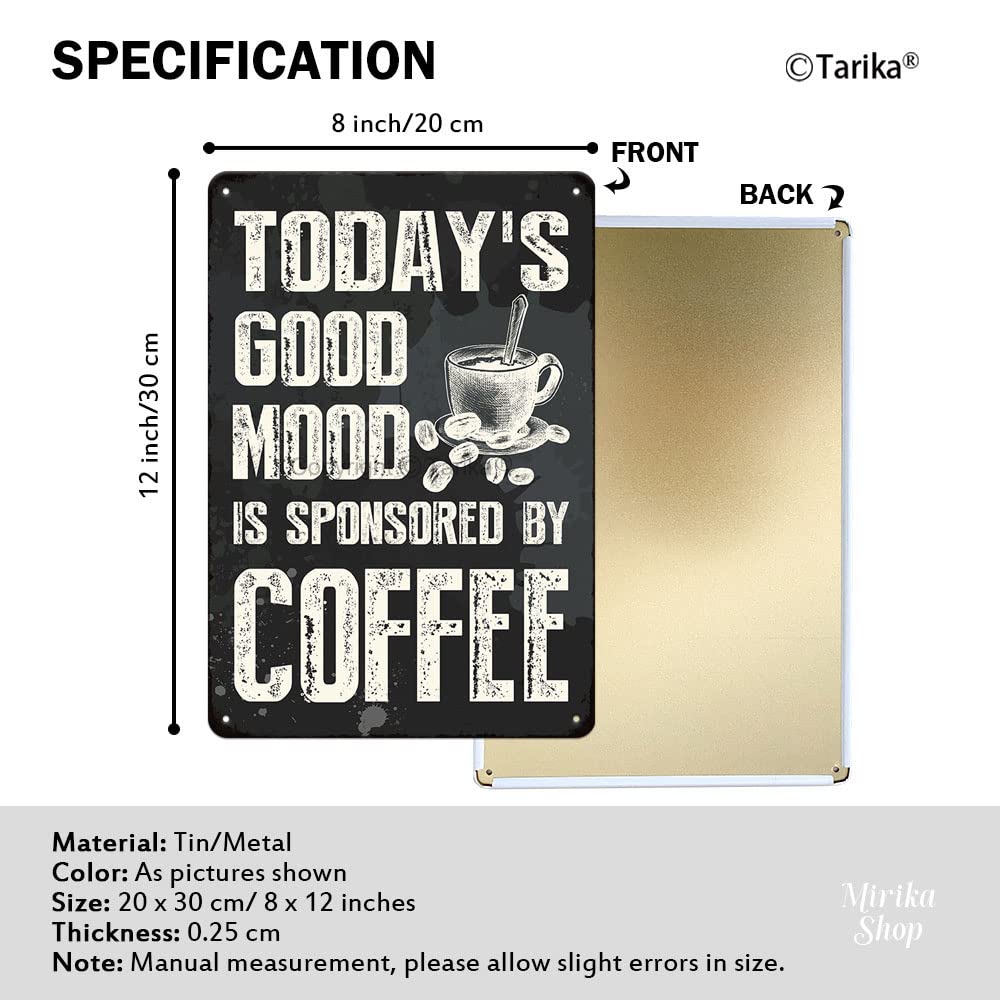 SPECIFICATION
©Tarika®
8 inch/20 cm
FRONT
BACK
12 inch/30 cm
TODAY'S
GOOD
MOOD
Copyright © Tarika®
IS SPONSORED BY
COFFEE
Material: Tin/Metal
Color: As pictures shown
Size: 20 x 30 cm/ 8 x 12 inches
Thickness: 0.25 cm
Note: Manual measurement, please allow slight errors in size.
Mirika
Shop